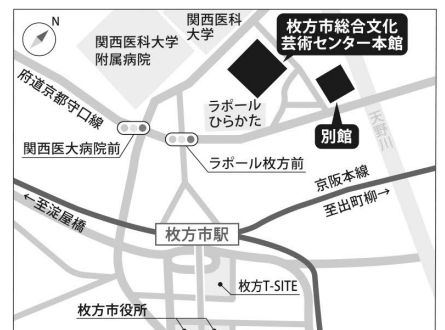 N
関西医科
大学
関西医科大学
附属病院
枚方市総合文化
芸術センター本館
府道京都守口線
ラポール
ひらかた
別館
天野川
関西医大病院前
ラポール枚方前
京阪本線
至出町柳→
←至淀屋橋
枚方市駅
枚方T-SITE
枚方市役所